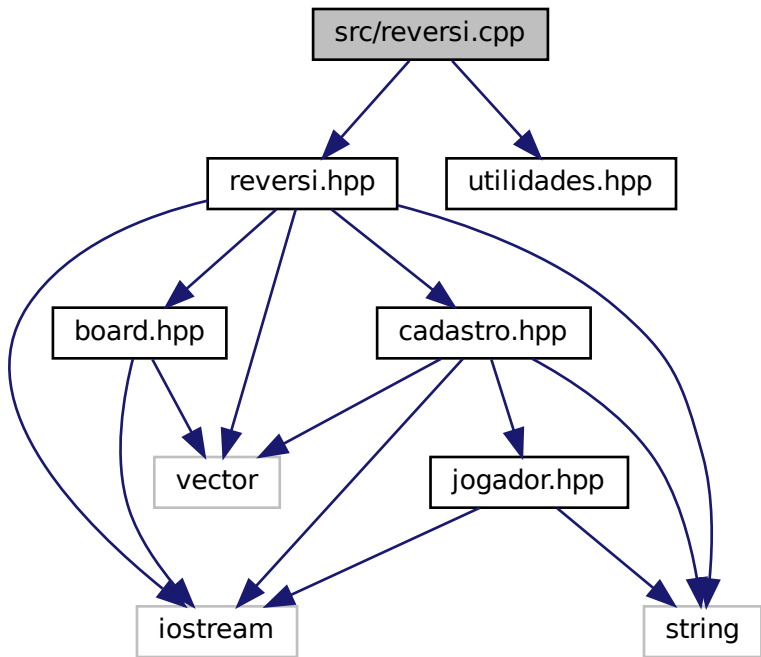 src/reversi.cpp
reversi.hpp
utilidades.hpp
board.hpp
cadastro.hpp
vector
jogador.hpp
iostream
string